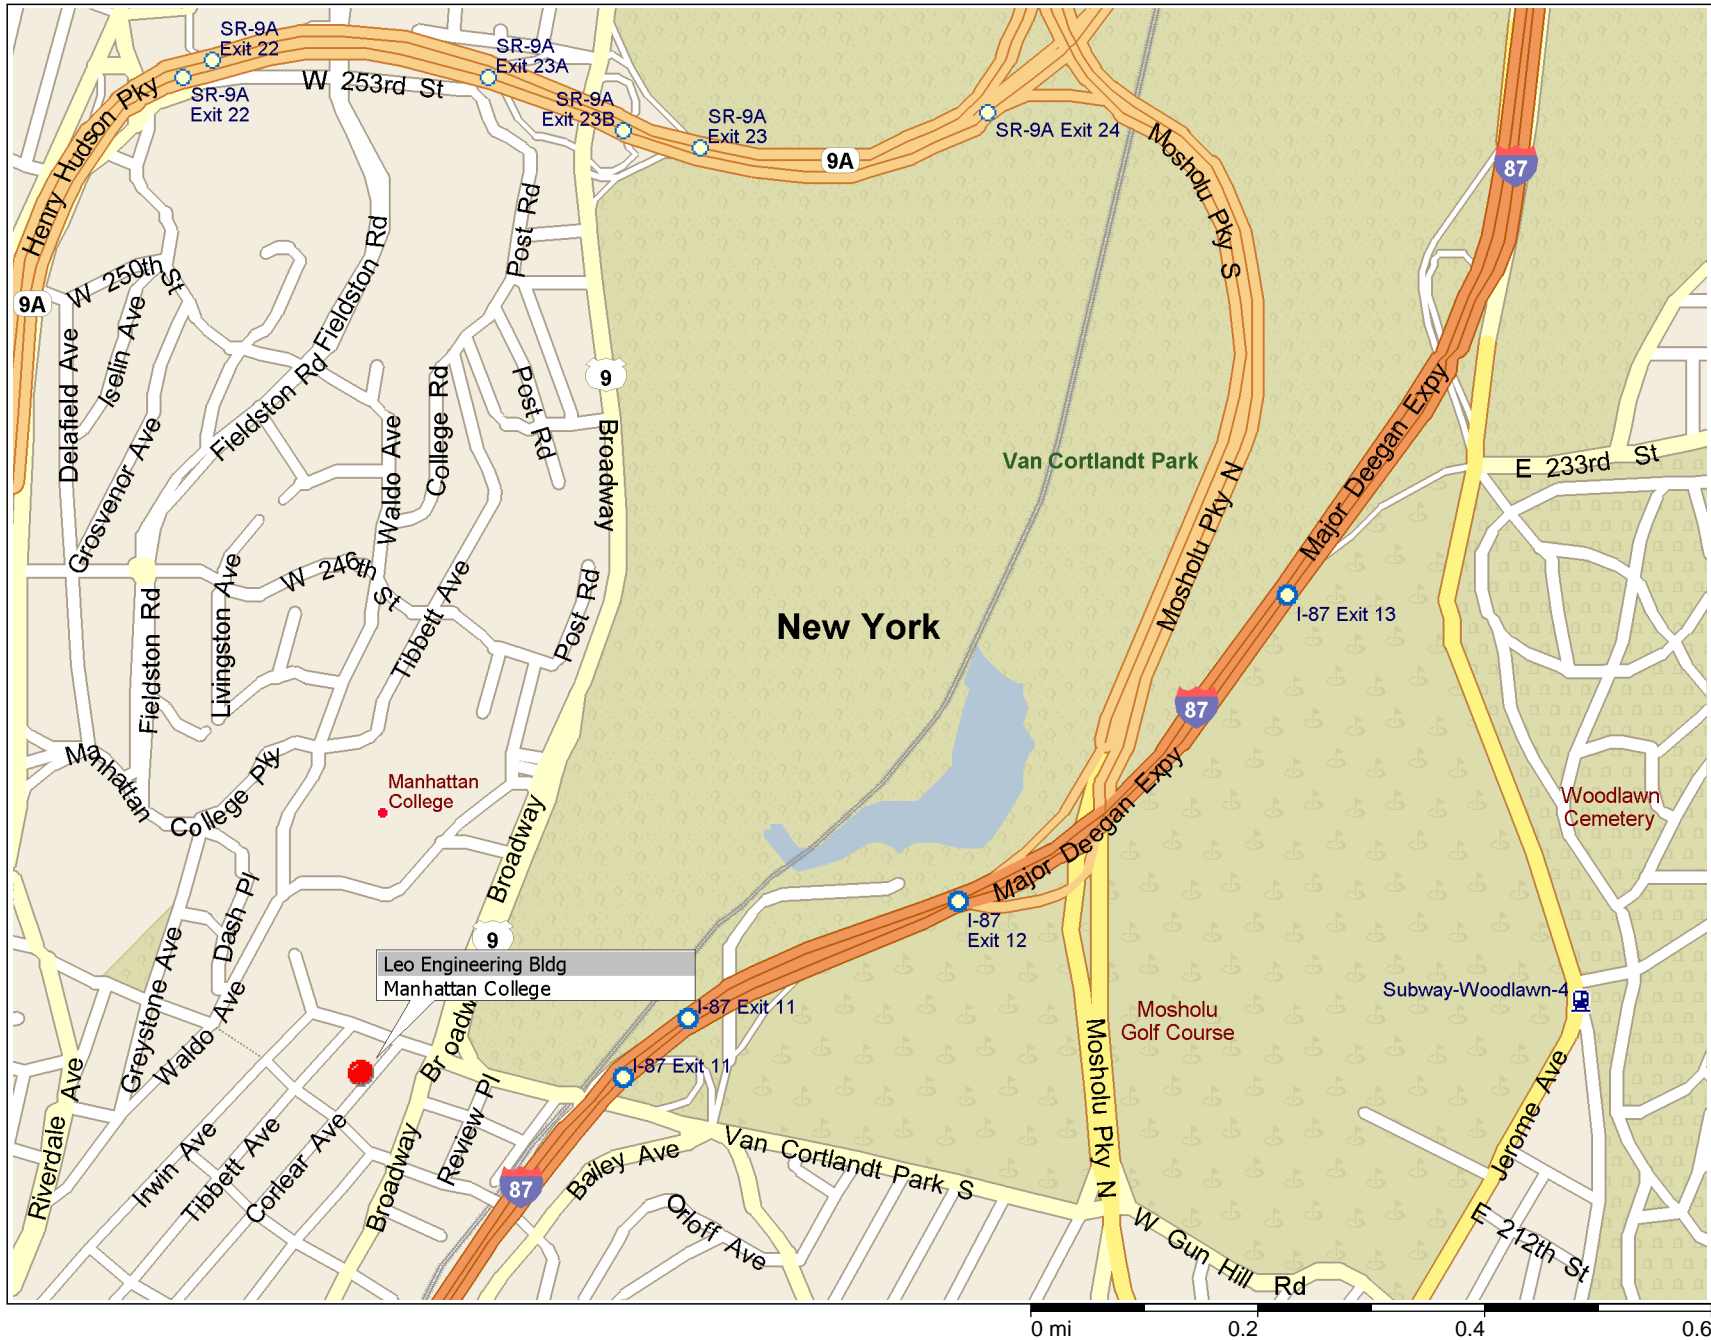 SR-9A
Exit 22
SR-9A
Exit 23A
W 253rd St
SR-9A
Exit 22
SR-9A
Exit 23B
SR-9A
Exit 23
SR-9A Exit 24
9A
Henry Hudson Pky
Mosholu Pky S
87
Post Rd
Fieldston Rd
W 250th St
9A
Iselin Ave
Delafield Ave
Fieldston Rd
Grosvenor Ave
College Rd
Waldo Ave
Post Rd
9
Broadway
Van Cortlandt Park
Mosholu Pky N
Major Deegan Expy
E 233rd St
W 246th St
Livingston Ave
Fieldston Rd
Tibbett Ave
Post Rd
New York
I-87 Exit 13
87
Manhattan College Pky
Manhattan
College
Broadway
Major Deegan Expy
Woodlawn
Cemetery
Dash Pl
I-87
Exit 12
9
Leo Engineering Bldg
Manhattan College
Greystone Ave
Waldo Ave
Broadway
I-87 Exit 11
I-87 Exit 11
Mosholu
Golf Course
Subway-Woodlawn-4
Riverdale Ave
Irwin Ave
Tibbett Ave
Corlear Ave
Broadway
Review Pl
87
Bailey Ave
Van Cortlandt Park S
Orloff Ave
Mosholu Pky N
W Gun Hill Rd
Jerome Ave
E 212th St
0 mi
0.2
0.4
0.6